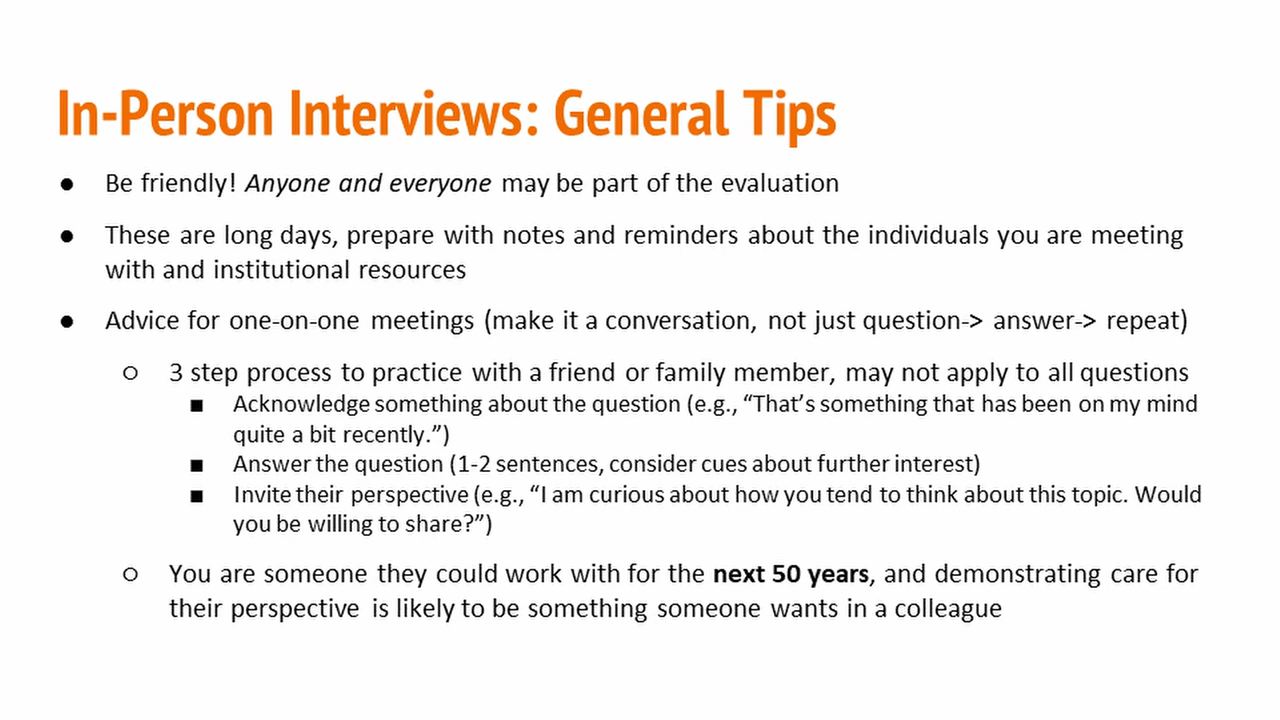 In-Person Interviews: General Tips
● Be friendly! Anyone and everyone may be part of the evaluation
● These are long days, prepare with notes and reminders about the individuals you are meeting
with and institutional resources
● Advice for one-on-one meetings (make it a conversation, not just question-> answer-> repeat)
○ 3 step process to practice with a friend or family member, may not apply to all questions
■ Acknowledge something about the question (e.g., “That’s something that has been on my mind
quite a bit recently.”)
■ Answer the question (1-2 sentences, consider cues about further interest)
■ Invite their perspective (e.g., “I am curious about how you tend to think about this topic. Would
you be willing to share?”)
○ You are someone they could work with for the next 50 years, and demonstrating care for
their perspective is likely to be something someone wants in a colleague